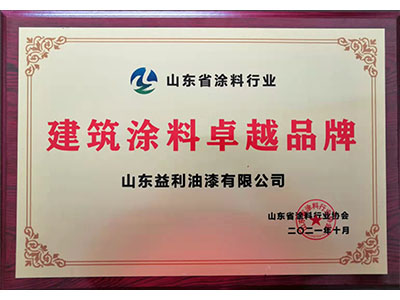 山东省涂料行业
建筑涂料卓越品牌
山东益利油漆有限公司
山东省涂料行业协会
二〇二一年十月